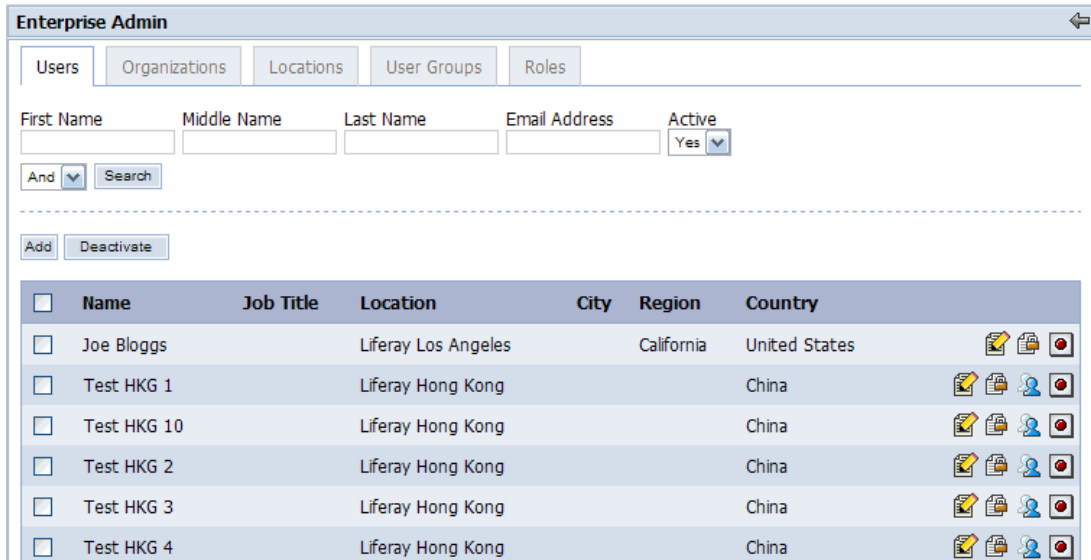 Enterprise Admin
Users Organizations Locations User Groups Roles
First Name Middle Name Last Name Email Address Active
Yes
And Search
Add Deactivate
Name Job Title Location City Region Country
Joe Bloggs Liferay Los Angeles California United States
Test HKG 1 Liferay Hong Kong China
Test HKG 10 Liferay Hong Kong China
Test HKG 2 Liferay Hong Kong China
Test HKG 3 Liferay Hong Kong China
Test HKG 4 Liferay Hong Kong China